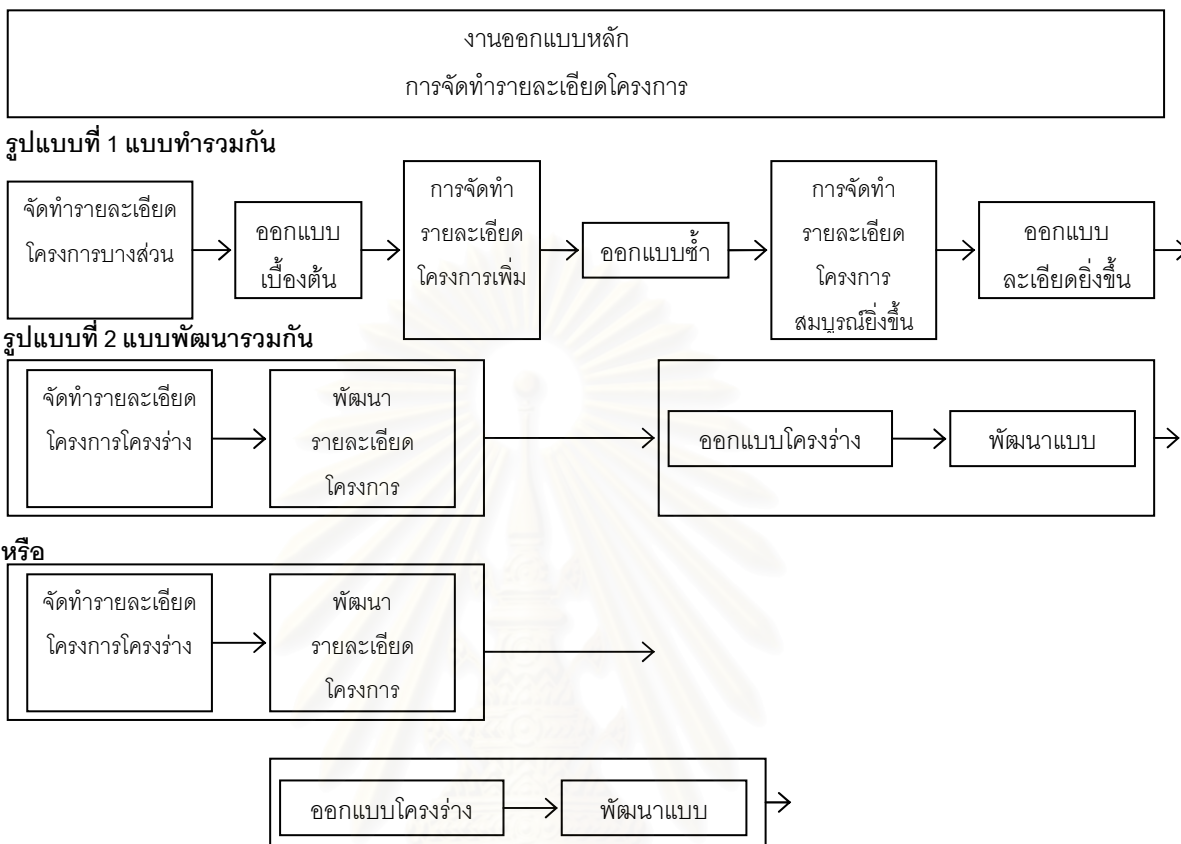 งานออกแบบหลัก
การจัดทำรายละเอียดโครงการ
รูปแบบที่ 1 แบบทำรวมกัน
จัดทำรายละเอียด
โครงการบางส่วน
ออกแบบ
เบื้องต้น
การจัดทำ
รายละเอียด
โครงการเพิ่ม
ออกแบบซ้ำ
การจัดทำ
รายละเอียด
โครงการ
สมบูรณ์ยิ่งขึ้น
ออกแบบ
ละเอียดยิ่งขึ้น
รูปแบบที่ 2 แบบพัฒนารวมกัน
จัดทำรายละเอียด
โครงการโครงร่าง
พัฒนา
รายละเอียด
โครงการ
ออกแบบโครงร่าง
พัฒนาแบบ
หรือ
จัดทำรายละเอียด
โครงการโครงร่าง
พัฒนา
รายละเอียด
โครงการ
ออกแบบโครงร่าง
พัฒนาแบบ